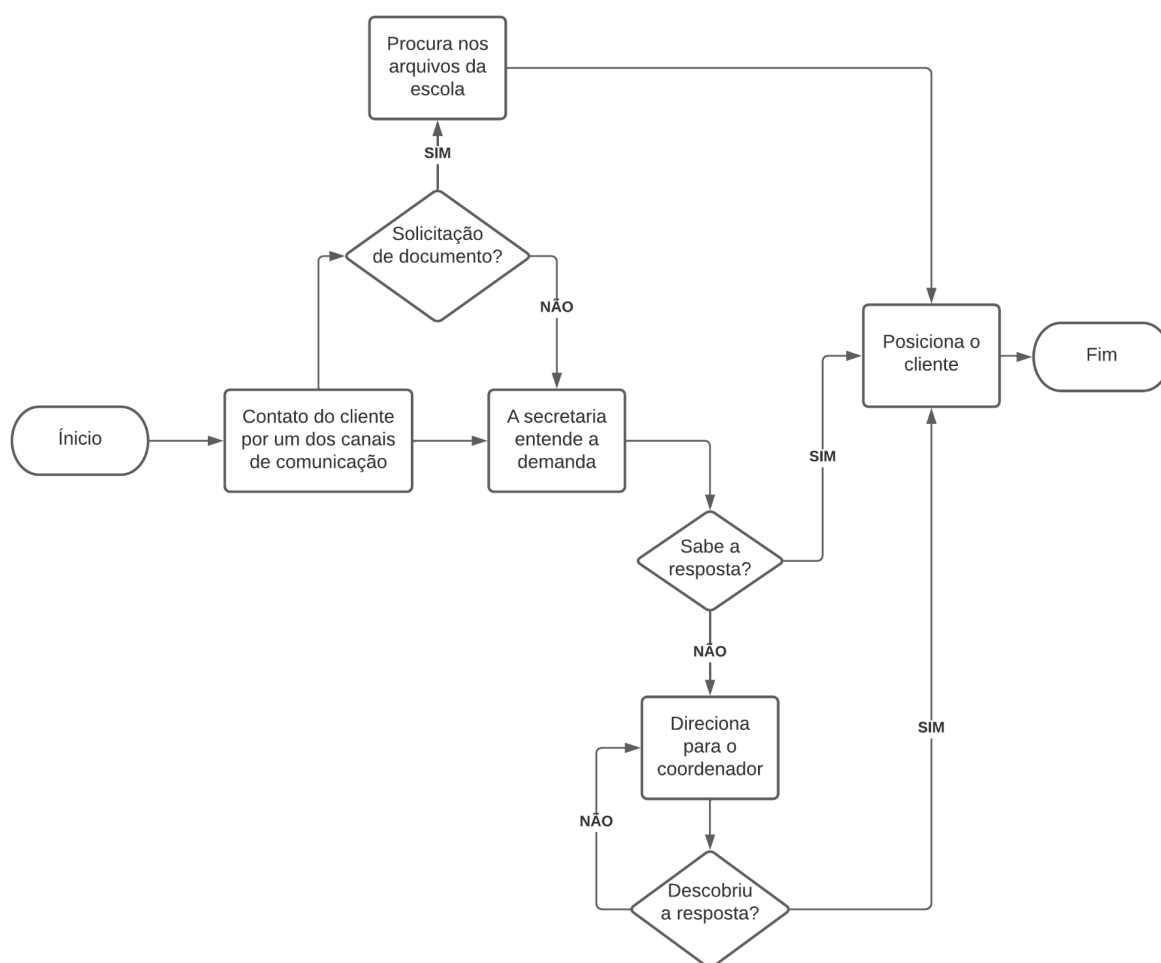 Procura nos
arquivos da
escola
SIM
Solicitação
de documento?
NÃO
Posiciona o
cliente
Fim
Ínicio
Contato do cliente
por um dos canais
de comunicação
A secretaria
entende a
demanda
SIM
Sabe a
resposta?
NÃO
Direciona
para o
coordenador
SIM
NÃO
Descobriu
a resposta?